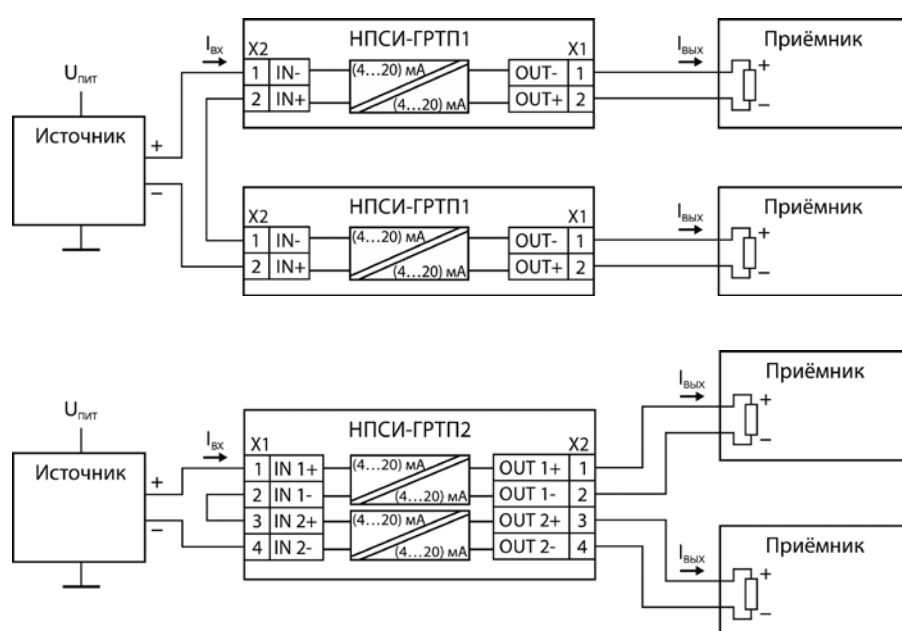 НПСИ-ГРТП1
Приёмник
Iвх
X2
X1
Iвых
Uпит
1 IN- (4...20) мА OUT- 1
+
2 IN+ (4...20) мА OUT+ 2
−
Источник
+
−
НПСИ-ГРТП1
Приёмник
X2
X1
Iвых
1 IN- (4...20) мА OUT- 1
+
2 IN+ (4...20) мА OUT+ 2
−
Приёмник
Iвых
+
−
Uпит
НПСИ-ГРТП2
Iвх
X1
X2
Источник
+
−
1 IN 1+ (4...20) мА OUT 1+ 1
2 IN 1- (4...20) мА OUT 1- 2
3 IN 2+ (4...20) мА OUT 2+ 3
4 IN 2- (4...20) мА OUT 2- 4
Приёмник
Iвых
+
−